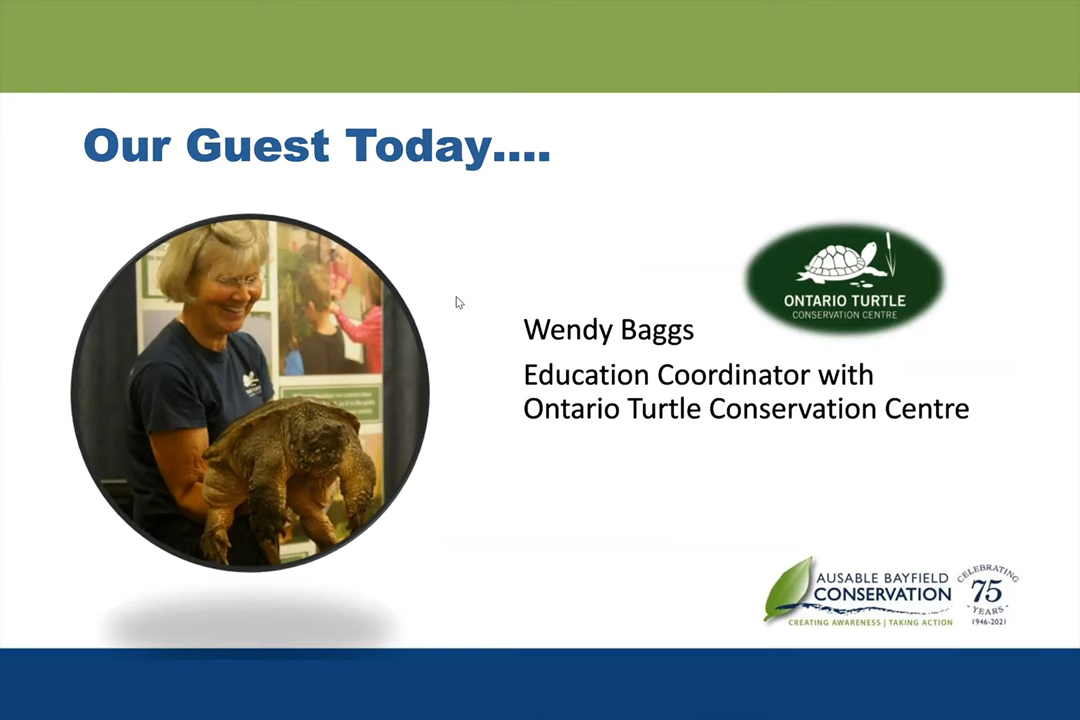 Our Guest Today....
ONTARIO TURTLE
CONSERVATION CENTRE
Wendy Baggs
Education Coordinator with
Ontario Turtle Conservation Centre
AUSABLE BAYFIELD
CONSERVATION
CREATING AWARENESS | TAKING ACTION
CELEBRATING
75
- YEARS -
1946-2021